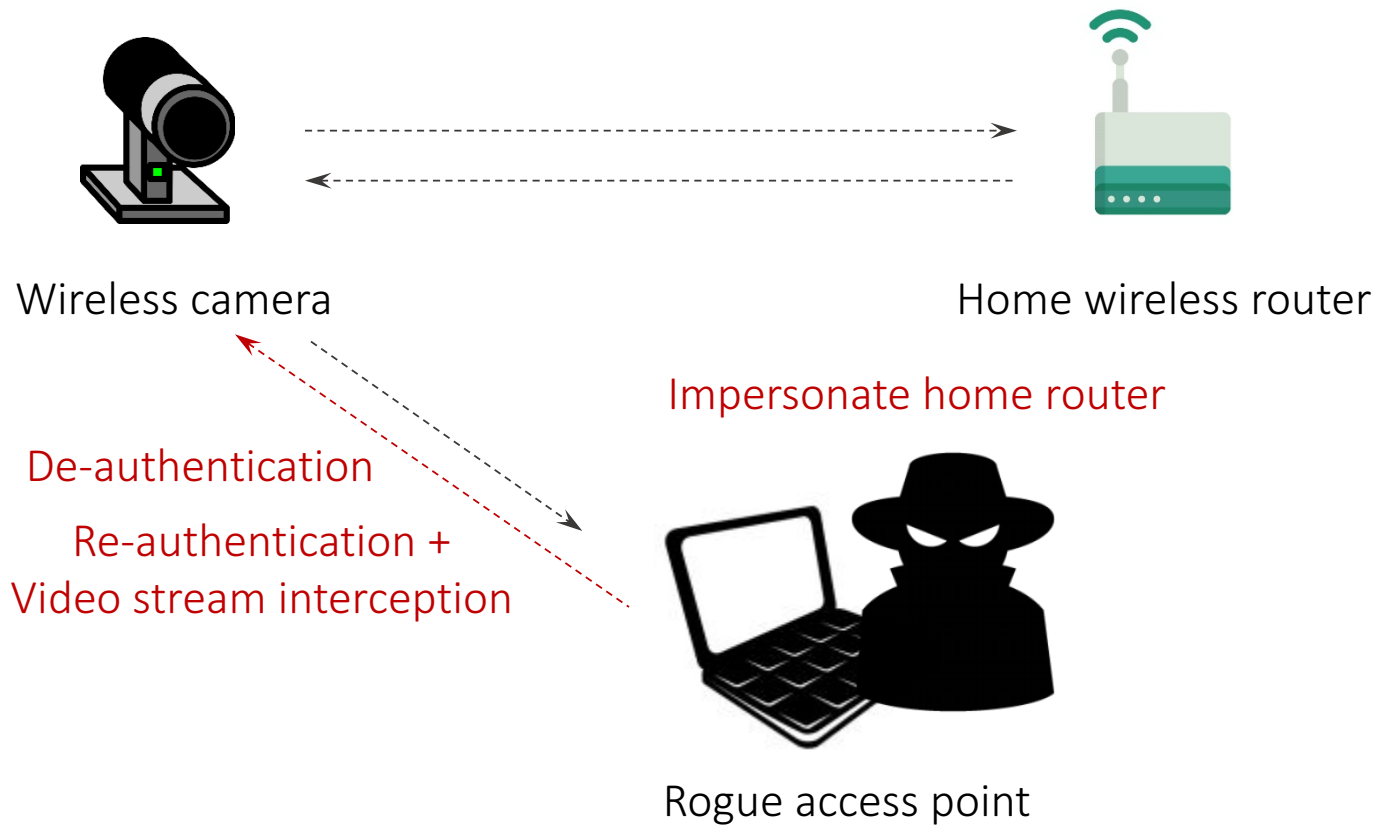 Wireless camera
Home wireless router
Impersonate home router
De-authentication
Re-authentication +
Video stream interception
Rogue access point